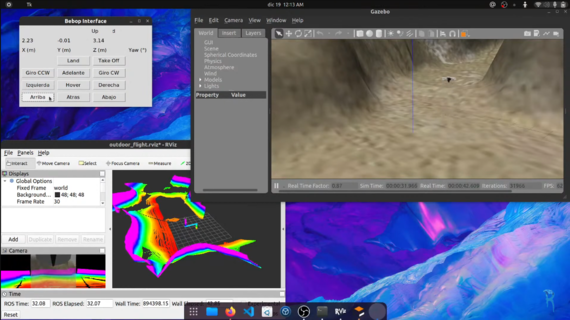 Tk
dic 19 12:13 AM
Bebop Interface
Up d
2.23 -0.01 3.14
X (m) Y (m) Z (m) Yaw (°)
Land Take Off
Giro CCW Adelante Giro CW
Izquierda Hover Derecha
Arriba Atras Abajo
Gazebo
File Edit Camera View Window Help
World Insert Layers
GUI
Scene
Spherical Coordinates
Physics
Atmosphere
Wind
Models
Lights
Property Value
Real Time Factor: Sim Time: Real Time: Iterations:
outdoor_flight.rviz* - RViz
File Panels Help
Interact Move Camera Select Focus Camera Measure
Displays
Global Options
Fixed Frame world
Background... 48; 48; 48
Frame Rate 30
Add Duplicate Remove Rename
Camera
Time
ROS Time: 32.08 ROS Elapsed: 32.07 Wall Time: 894398.15 Wall
Reset
RViz